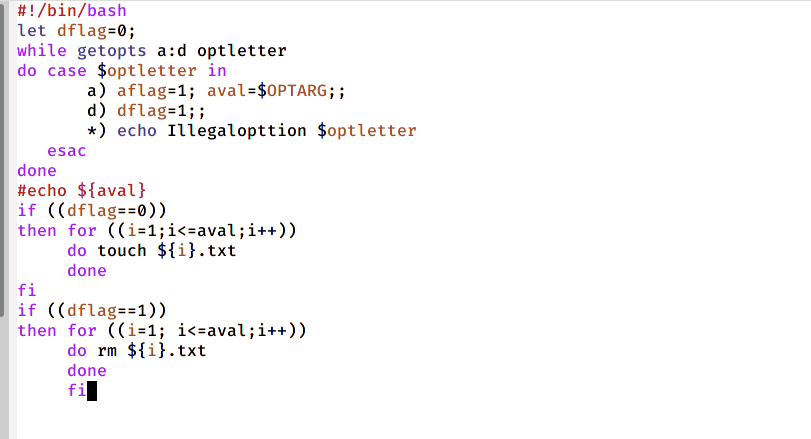 #!/bin/bash
let dflag=0;
while getopts a:d optletter
do case $optletter in
       a) aflag=1; aval=$OPTARG;;
       d) dflag=1;;
       *) echo Illegalopttion $optletter
   esac
done
#echo ${aval}
if ((dflag==0))
then for ((i=1;i<=aval;i++))
     do touch ${i}.txt
     done
fi
if ((dflag==1))
then for ((i=1; i<=aval;i++))
     do rm ${i}.txt
     done
     fi